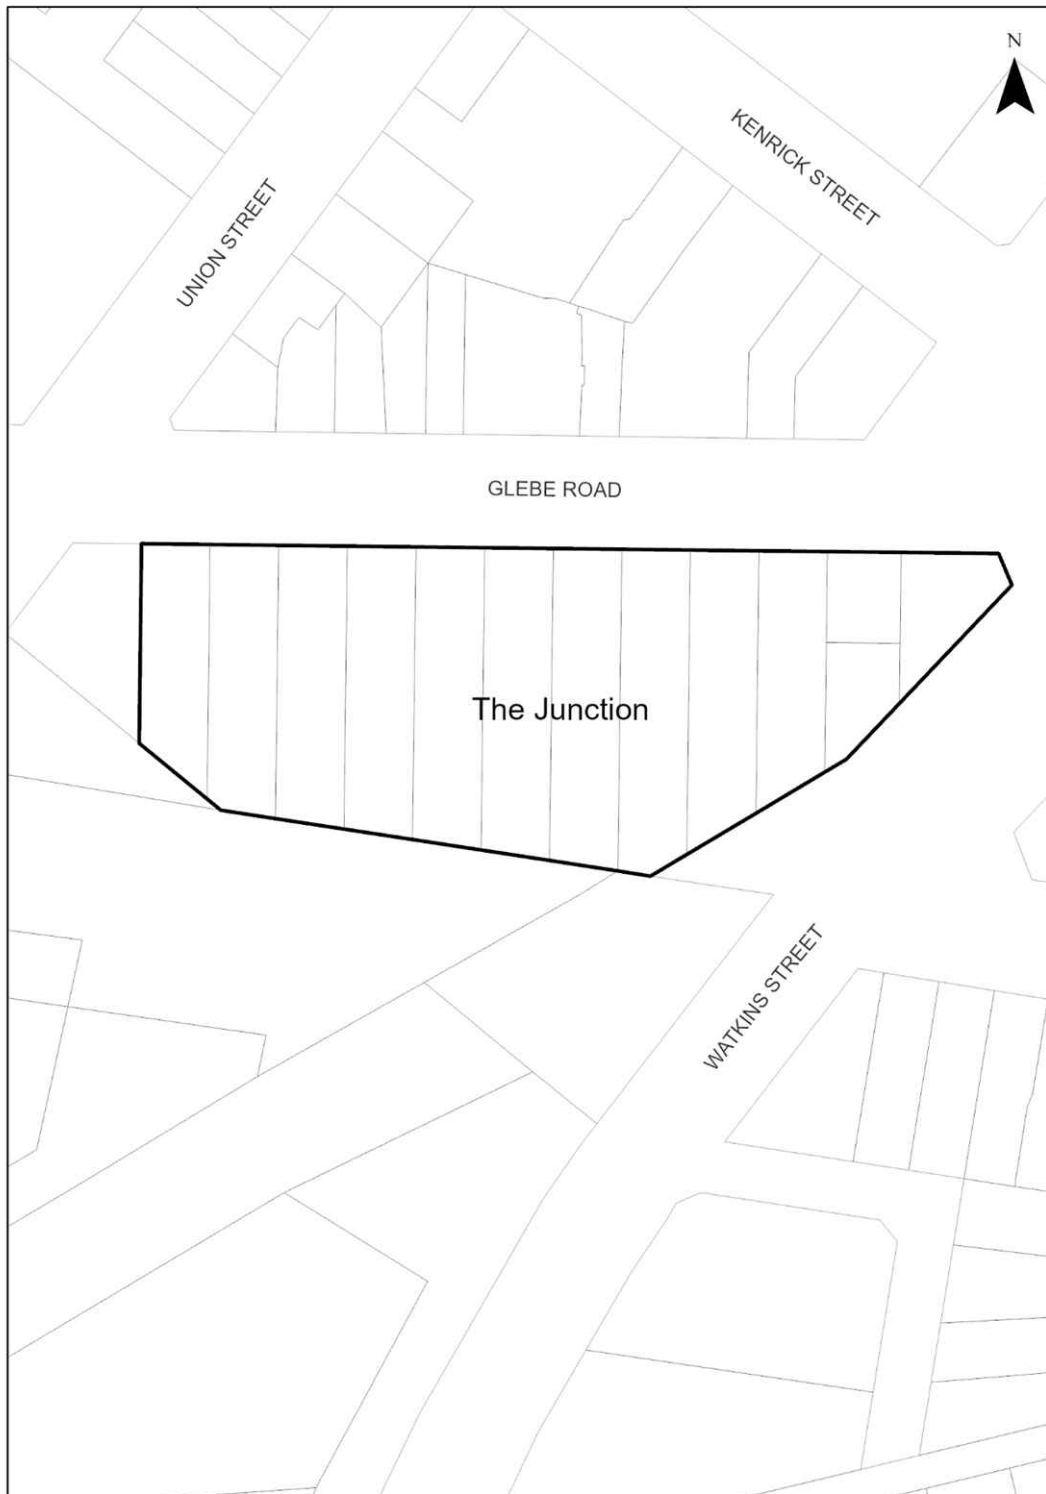 N
KENRICK STREET
UNION STREET
GLEBE ROAD
The Junction
WATKINS STREET